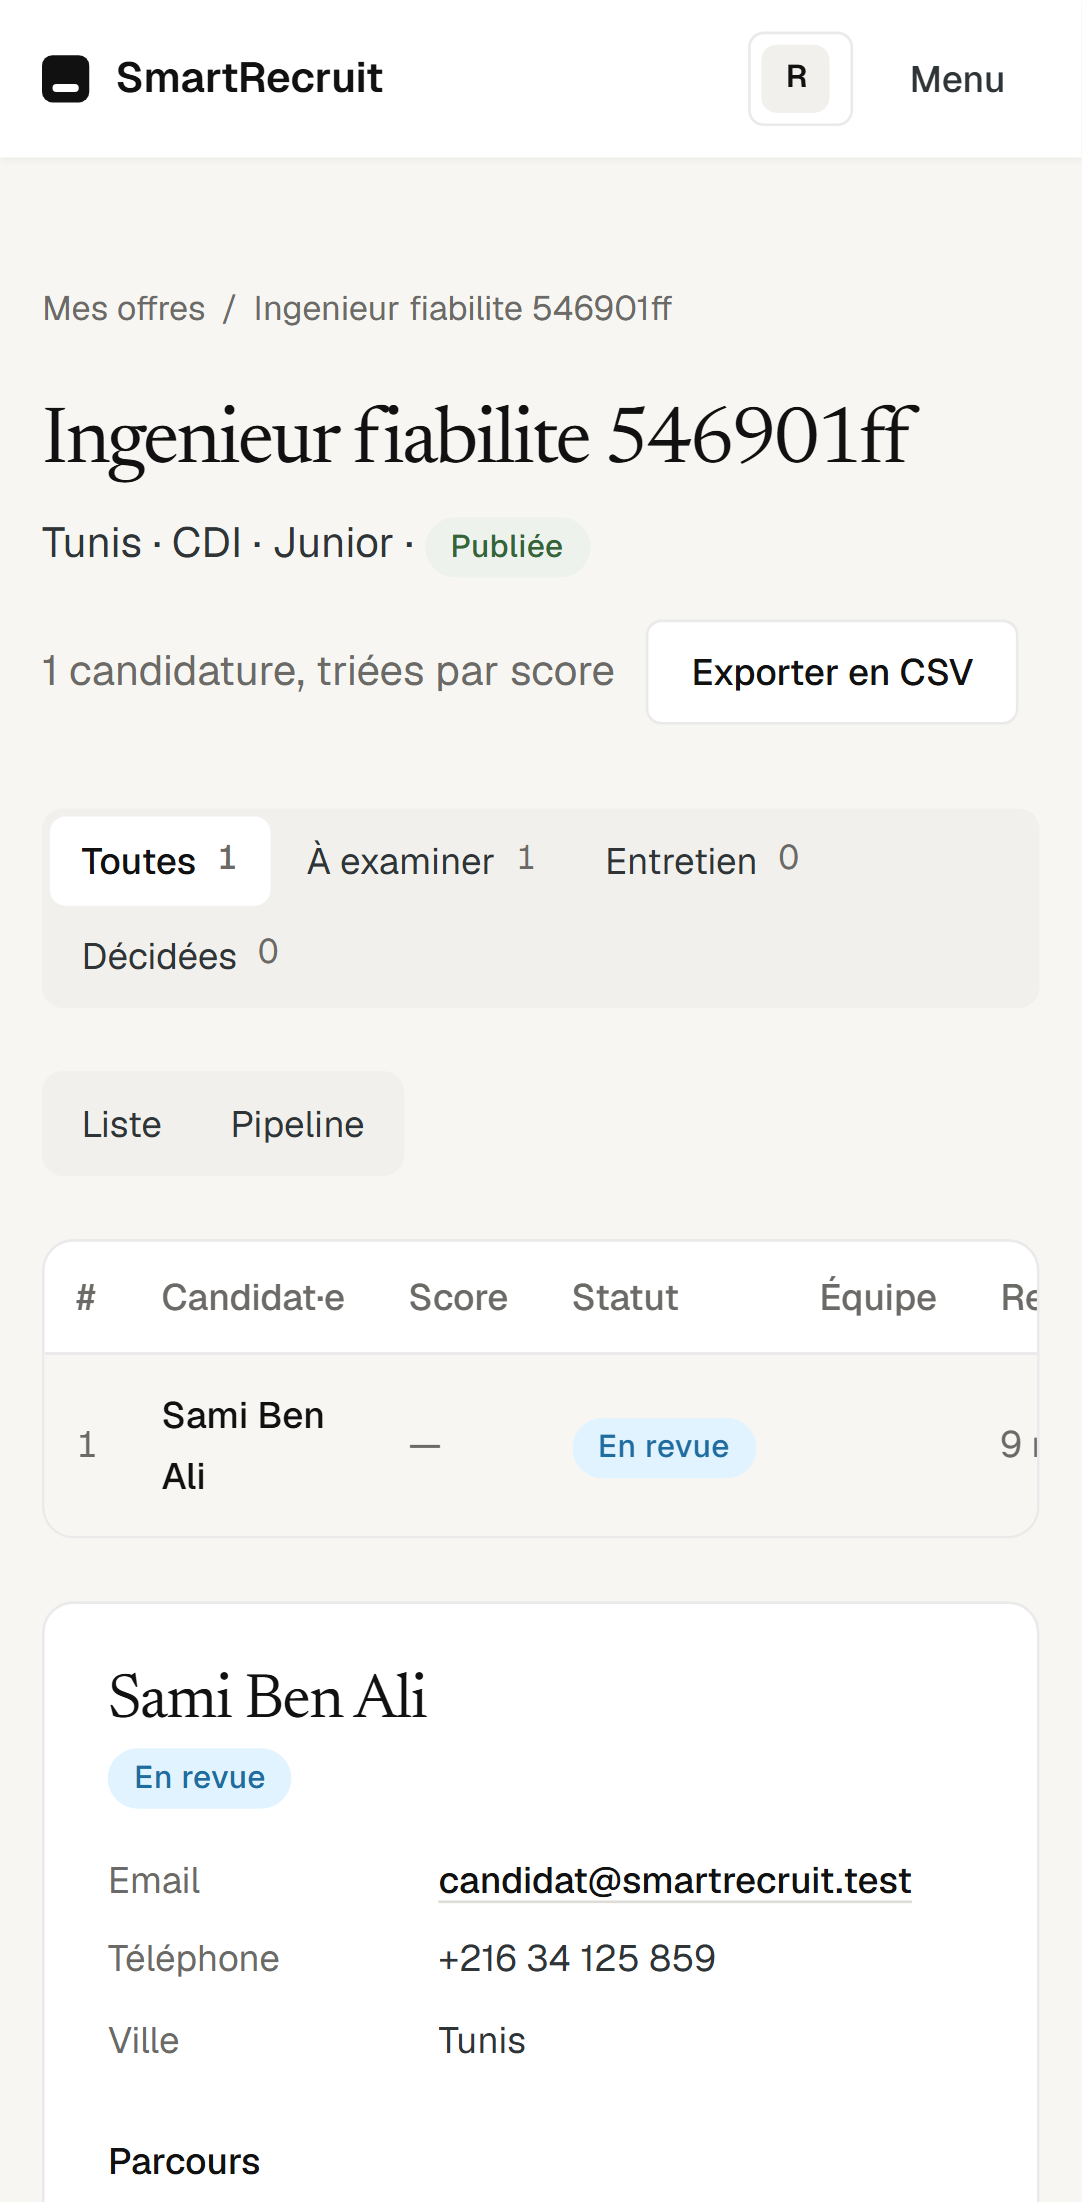 SmartRecruit
R
Menu
Mes offres / Ingenieur fiabilite 546901ff
Ingenieur fiabilite 546901ff
Tunis · CDI · Junior · Publiée
1 candidature, triées par score
Exporter en CSV
Toutes 1 À examiner 1 Entretien 0
Décidées 0
Liste Pipeline
# Candidat·e Score Statut Équipe
1 Sami Ben Ali — En revue 9
Sami Ben Ali
En revue
Email candidat@smartrecruit.test
Téléphone +216 34 125 859
Ville Tunis
Parcours